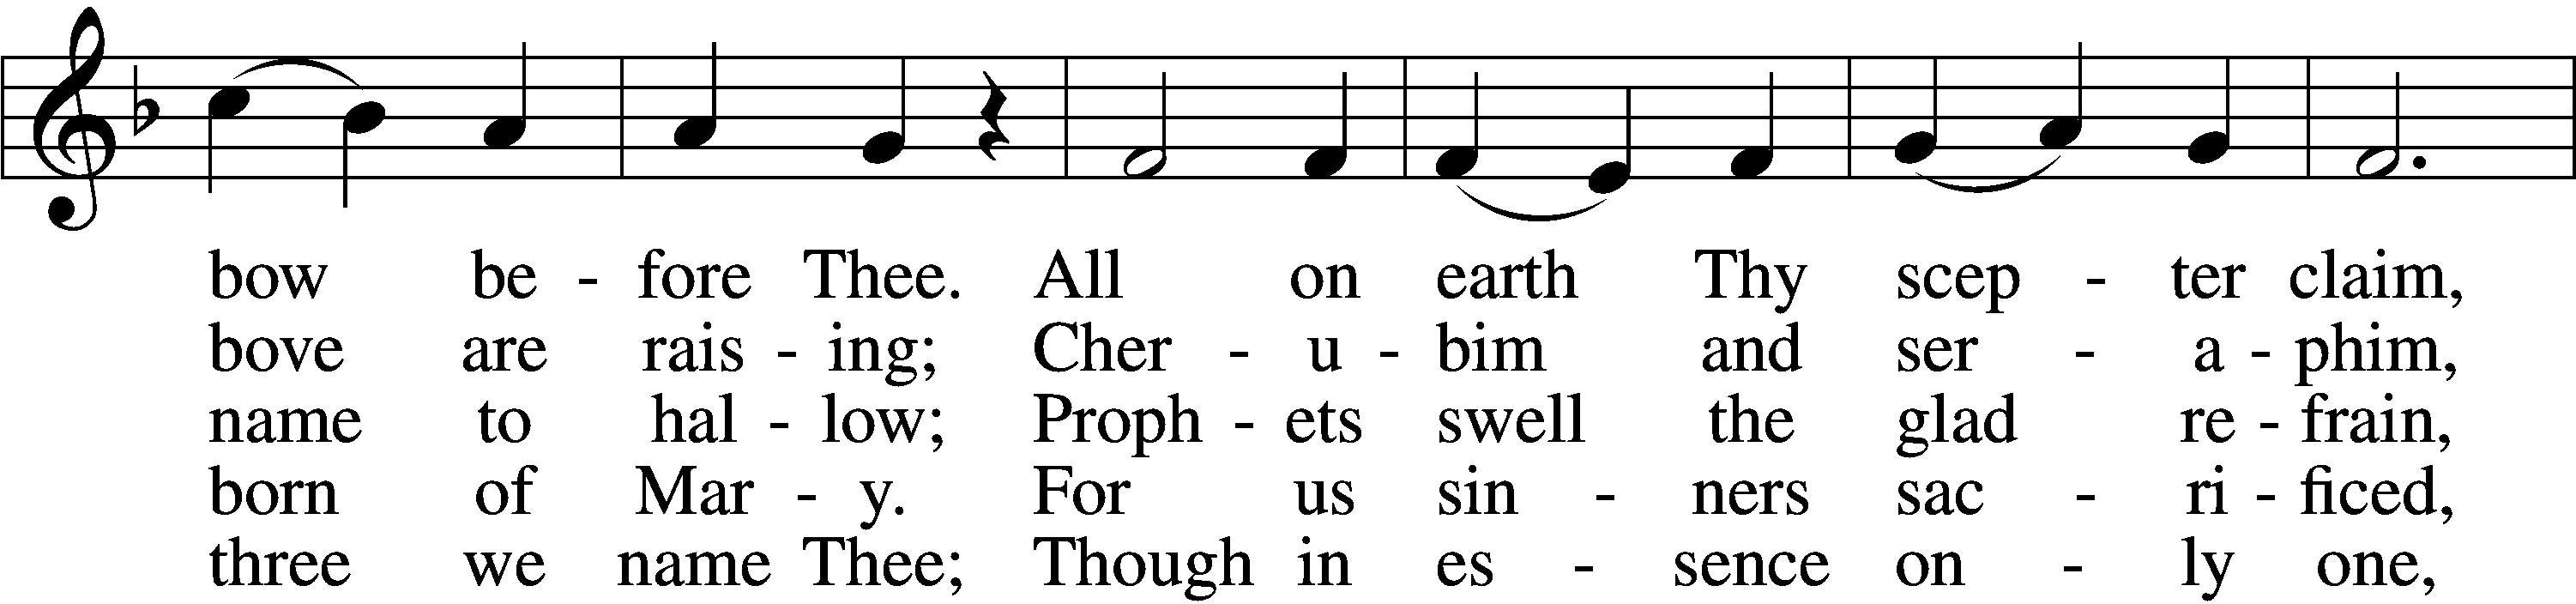 bow be - fore Thee. All on earth Thy scep - ter claim,
bove are rais - ing; Cher - u - bim and ser - a - phim,
name to hal - low; Proph - ets swell the glad re - frain,
born of Mar - y. For us sin - ners sac - ri - ficed,
three we name Thee; Though in es - sence on - ly one,